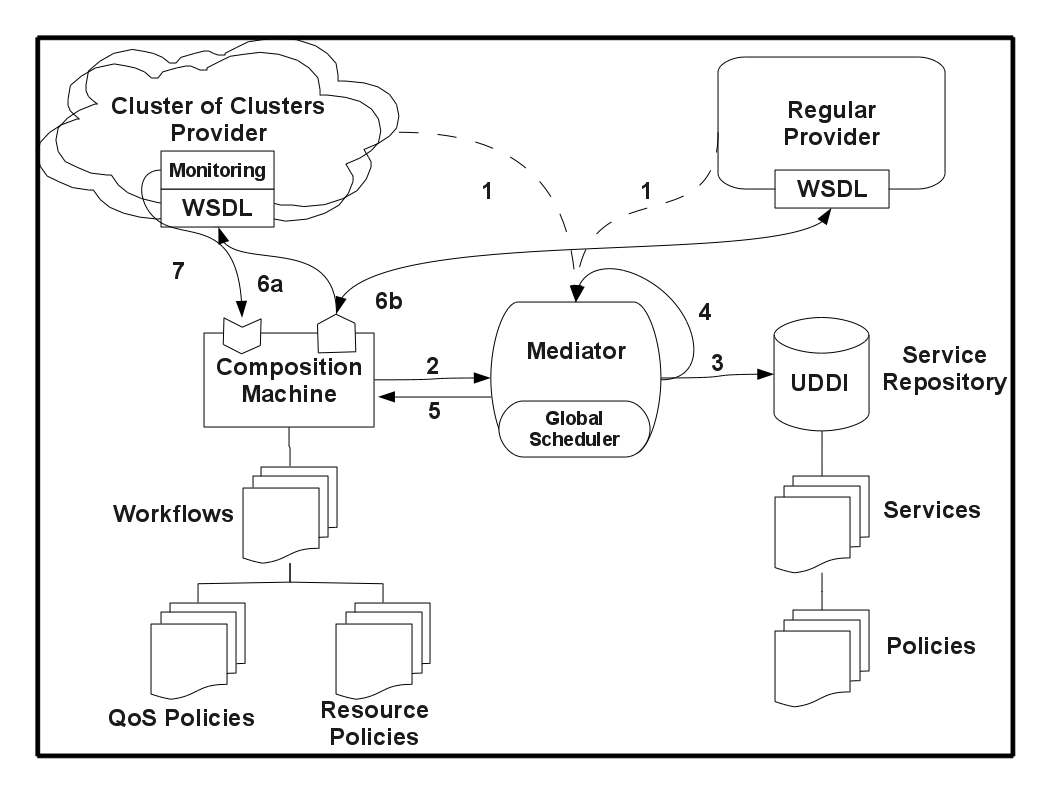 Cluster of Clusters
Provider
Monitoring
WSDL
Regular
Provider
WSDL
1
1
7
6a
6b
4
Composition
Machine
2
5
Mediator
Global
Scheduler
3
UDDI
Service
Repository
Workflows
Services
QoS Policies
Resource
Policies
Policies